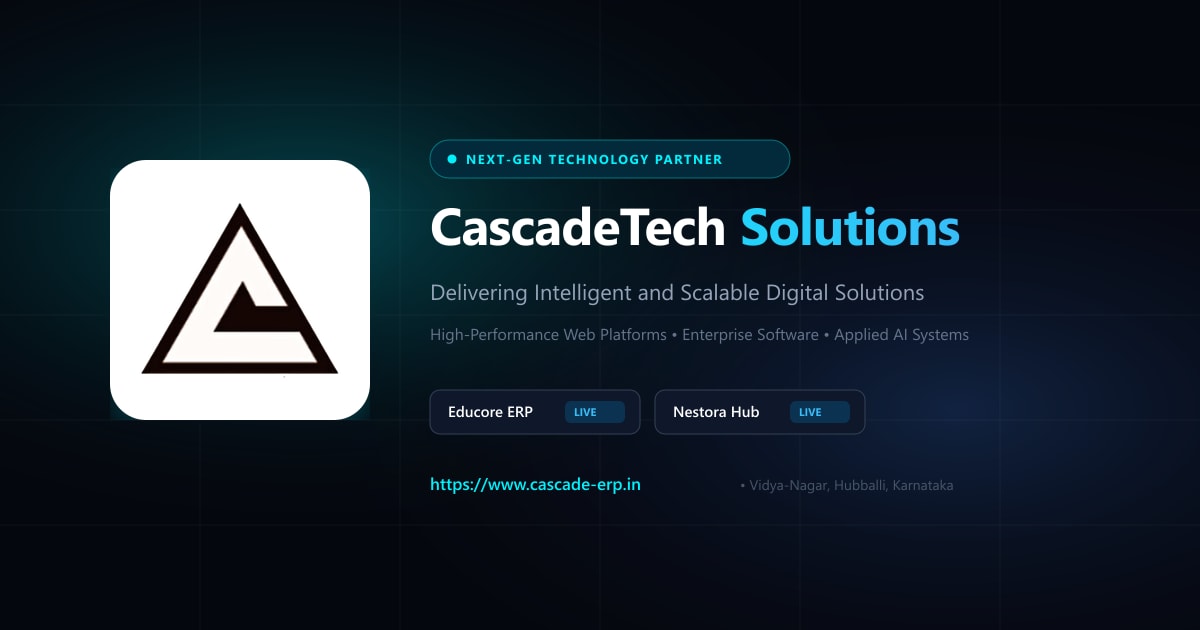 NEXT-GEN TECHNOLOGY PARTNER
CascadeTech Solutions
Delivering Intelligent and Scalable Digital Solutions
High-Performance Web Platforms • Enterprise Software • Applied AI Systems
Educore ERP LIVE Nestora Hub LIVE
https://www.cascade-erp.in • Vidya-Nagar, Hubballi, Karnataka